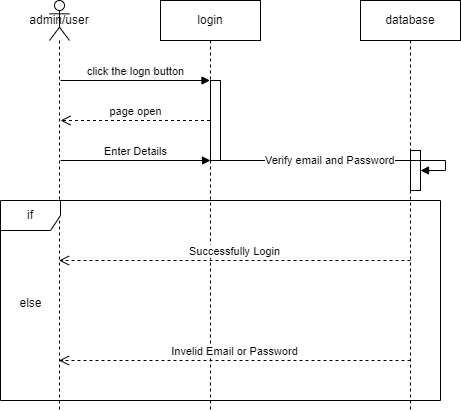 admin/user
login
database
click the logn button
page open
Enter Details
Verify email and Password
if
Successfully Login
else
Invelid Email or Password